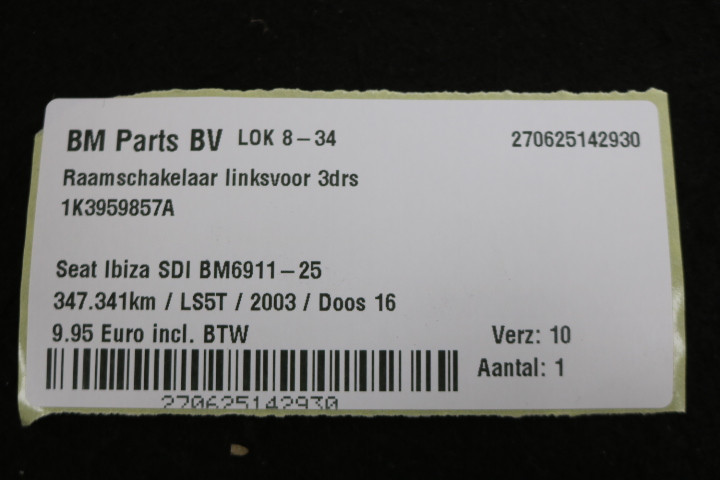 BM Parts BV LOK 8-34 270625142930
Raamschakelaar linksvoor 3drs
1K3959857A
Seat Ibiza SDI BM6911-25
347.341km / LS5T / 2003 / Doos 16
9.95 Euro incl. BTW Verz: 10
Aantal: 1
270625142930